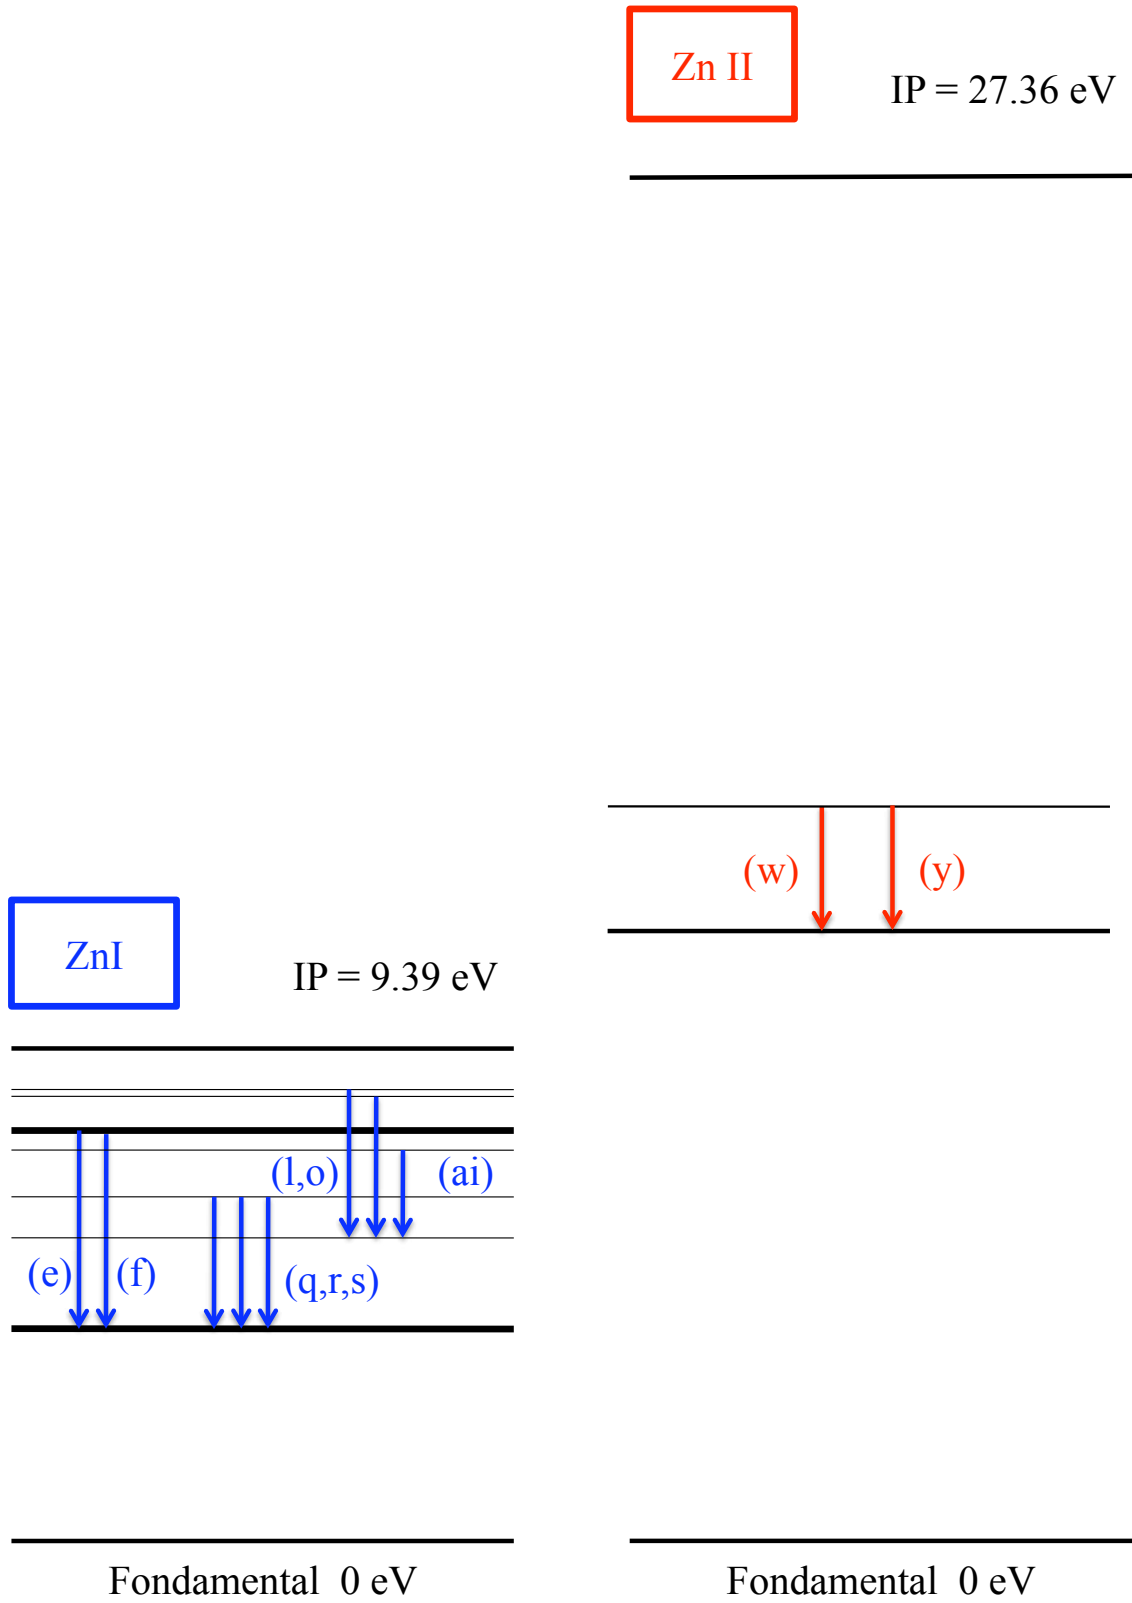 Zn II
IP = 27.36 eV
(w)
(y)
ZnI
IP = 9.39 eV
(l,o)
(ai)
(e)
(f)
(q,r,s)
Fondamental 0 eV
Fondamental 0 eV